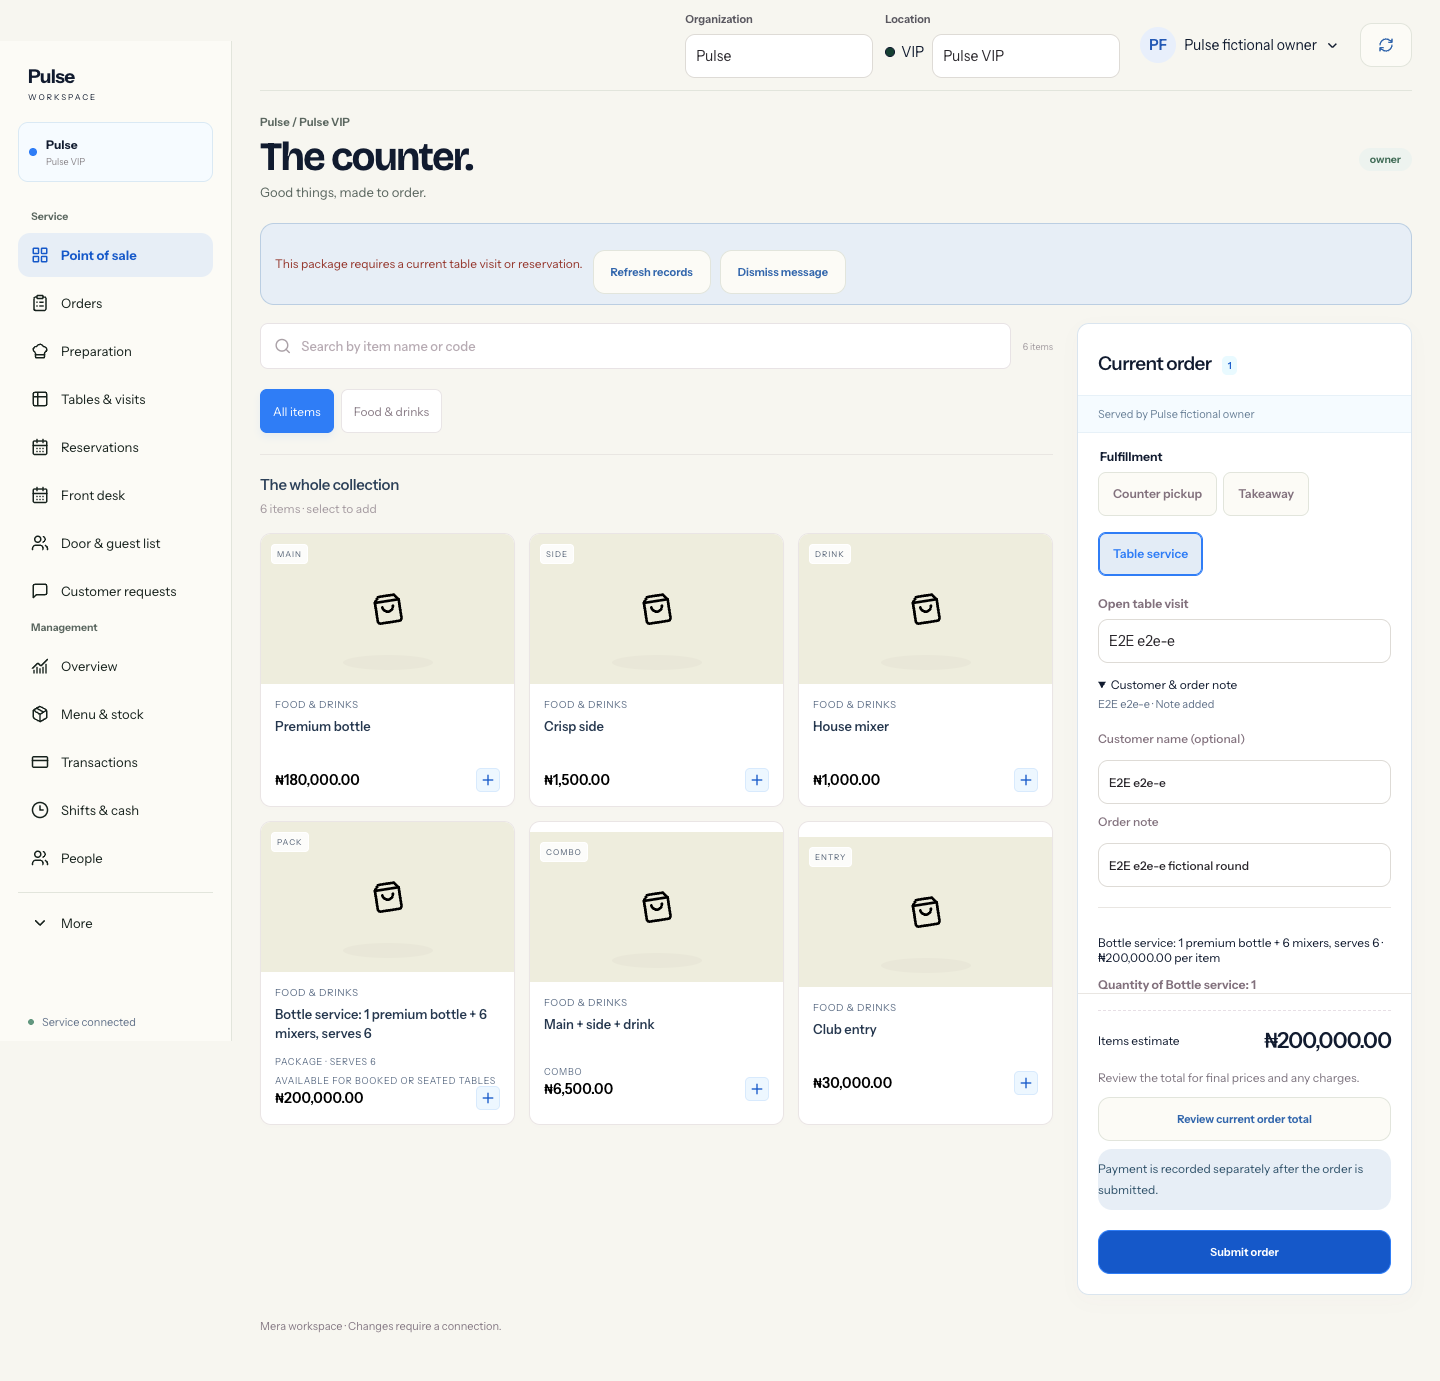 Organization
Location
Pulse
VIP
Pulse VIP
PF
Pulse fictional owner
Pulse
WORKSPACE
Pulse
Pulse VIP
Service
Point of sale
Orders
Preparation
Tables & visits
Reservations
Front desk
Door & guest list
Customer requests
Management
Overview
Menu & stock
Transactions
Shifts & cash
People
More
Service connected
Pulse / Pulse VIP
The counter.
owner
Good things, made to order.
This package requires a current table visit or reservation.
Refresh records
Dismiss message
Search by item name or code
6 items
All items
Food & drinks
The whole collection
6 items · select to add
MAIN
FOOD & DRINKS
Premium bottle
₦180,000.00
SIDE
FOOD & DRINKS
Crisp side
₦1,500.00
DRINK
FOOD & DRINKS
House mixer
₦1,000.00
PACK
FOOD & DRINKS
Bottle service: 1 premium bottle + 6
mixers, serves 6
PACKAGE · SERVES 6
AVAILABLE FOR BOOKED OR SEATED TABLES
₦200,000.00
COMBO
FOOD & DRINKS
Main + side + drink
COMBO
₦6,500.00
ENTRY
FOOD & DRINKS
Club entry
₦30,000.00
Current order
1
Served by Pulse fictional owner
Fulfillment
Counter pickup
Takeaway
Table service
Open table visit
E2E e2e-e
Customer & order note
E2E e2e-e · Note added
Customer name (optional)
E2E e2e-e
Order note
E2E e2e-e fictional round
Bottle service: 1 premium bottle + 6 mixers, serves 6 ·
₦200,000.00 per item
Quantity of Bottle service: 1
Items estimate
₦200,000.00
Review the total for final prices and any charges.
Review current order total
Payment is recorded separately after the order is
submitted.
Submit order
Mera workspace · Changes require a connection.